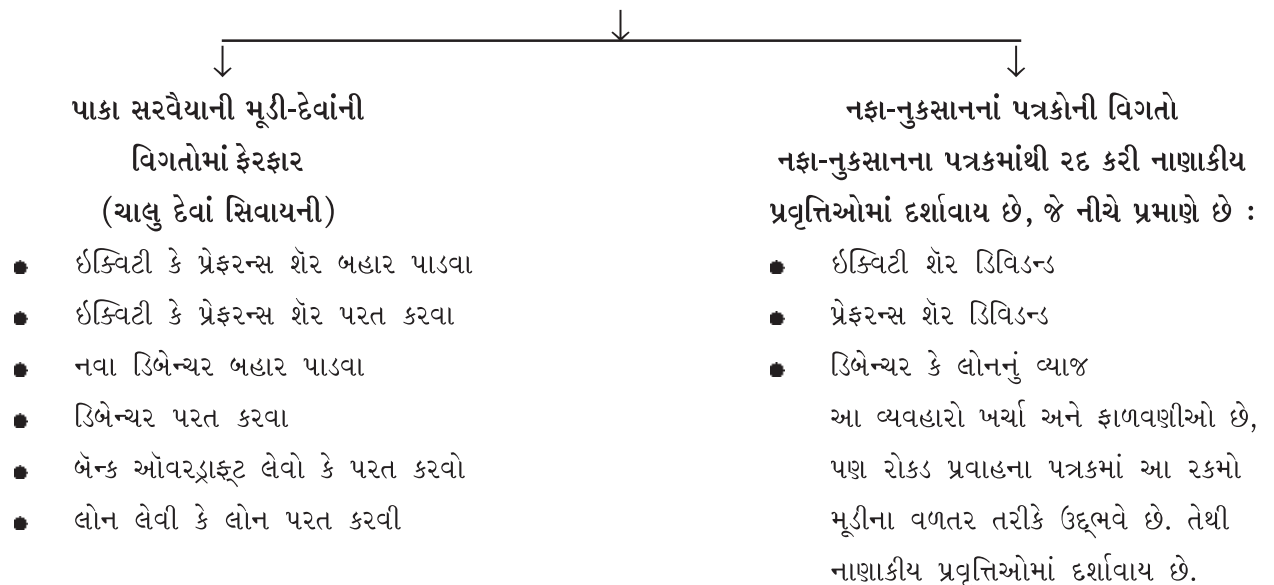 પાકા સરવૈયાની મૂડી-દેવાંની
વિગતોમાં ફેરફાર
(ચાલુ દેવાં સિવાયની)
● ઇક્વિટી કે પ્રેફરન્સ શૅર બહાર પાડવા
● ઇક્વિટી કે પ્રેફરન્સ શૅર પરત કરવા
● નવા ડિબેન્ચર બહાર પાડવા
● ડિબેન્ચર પરત કરવા
● બૅન્ક ઑવરડ્રાફ્ટ લેવો કે પરત કરવો
● લોન લેવી કે લોન પરત કરવી
નફા-નુકસાનનાં પત્રકોની વિગતો
નફા-નુકસાનના પત્રકમાંથી રદ કરી નાણાકીય
પ્રવૃત્તિઓમાં દર્શાવાય છે, જે નીચે પ્રમાણે છે :
● ઇક્વિટી શૅર ડિવિડન્ડ
● પ્રેફરન્સ શૅર ડિવિડન્ડ
● ડિબેન્ચર કે લોનનું વ્યાજ
આ વ્યવહારો ખર્ચા અને ફાળવણીઓ છે,
પણ રોકડ પ્રવાહના પત્રકમાં આ રકમો
મૂડીના વળતર તરીકે ઉદ્ભવે છે. તેથી
નાણાકીય પ્રવૃત્તિઓમાં દર્શાવાય છે.